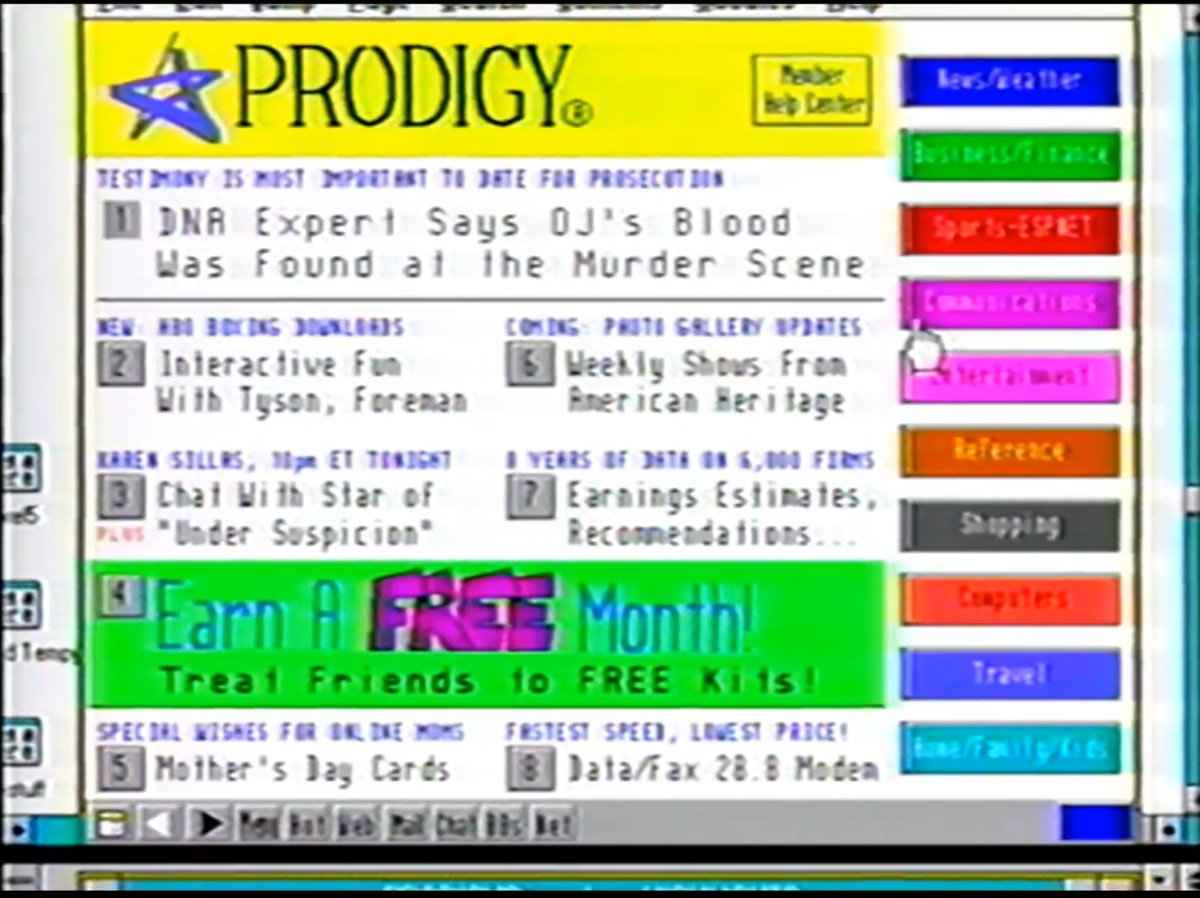 PRODIGY®
Member
Help Center
TESTIMONY IS MOST IMPORTANT TO DATE FOR PROSECUTION
1 DNA Expert Says OJ's Blood
Was Found at the Murder Scene
NEW: HBO BOXING DOWNLOADS
2 Interactive Fun
With Tyson, Foreman
KAREN SILLAS, 10pm ET TONIGHT
3 Chat With Star of
PLUS "Under Suspicion"
COMING: PHOTO GALLERY UPDATES
6 Weekly Shows From
American Heritage
8 YEARS OF DATA ON 6,000 FIRMS
7 Earnings Estimates,
Recommendations...
4 Earn A FREE Month!
Treat Friends to FREE Kits!
SPECIAL WISHES FOR ONLINE MOMS
5 Mother's Day Cards
FASTEST SPEED, LOWEST PRICE!
8 Data/Fax 28.8 Modem
News/Weather
Business/Finance
Sports-ESPNET
Communications
Entertainment
Reference
Shopping
Computers
Travel
Home/Family/Kids
Menu Hot Web Mail Chat BBs Net